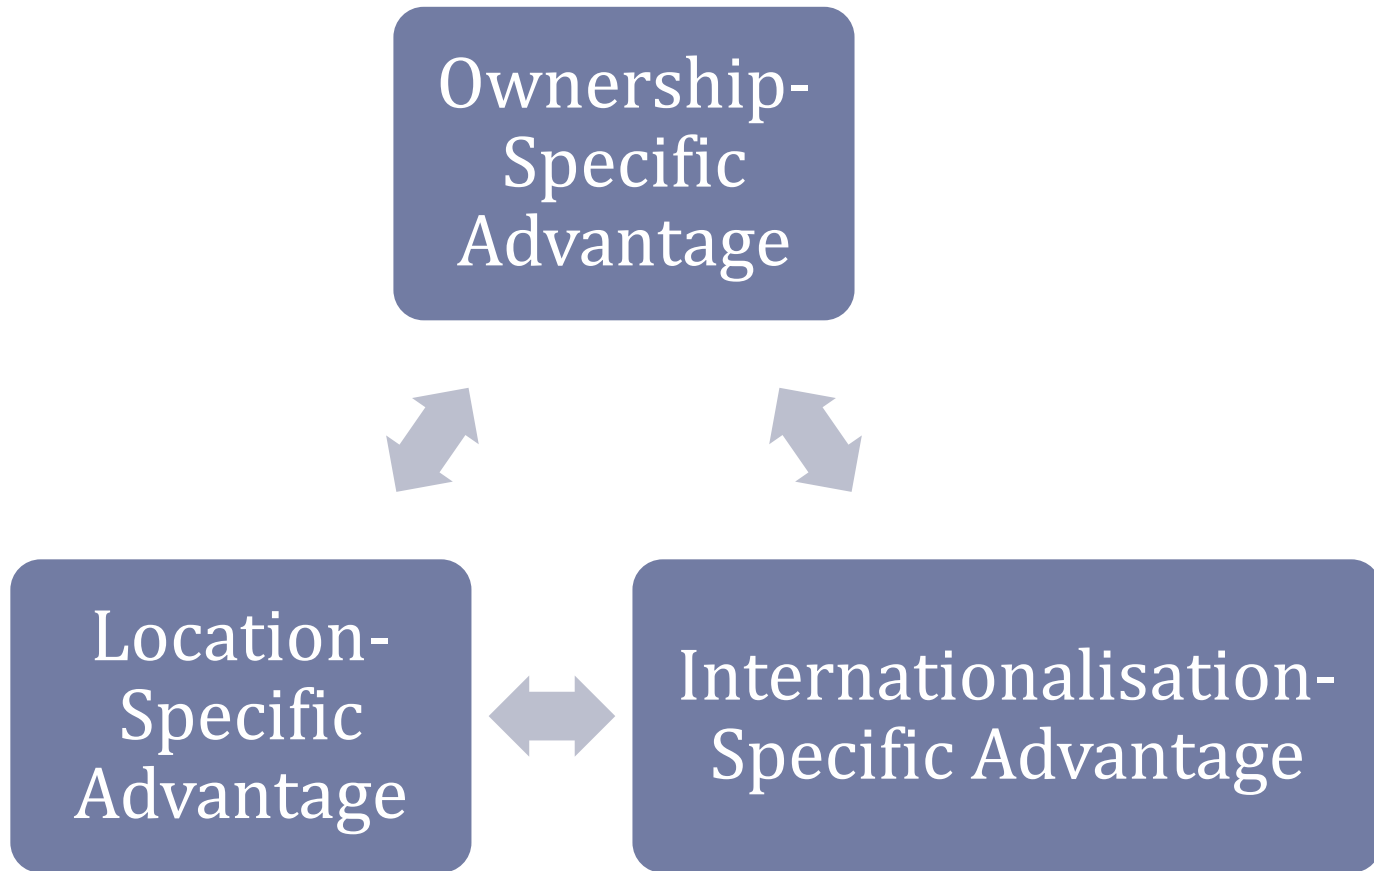 Ownership-
Specific
Advantage
Location-
Specific
Advantage
Internationalisation-
Specific Advantage